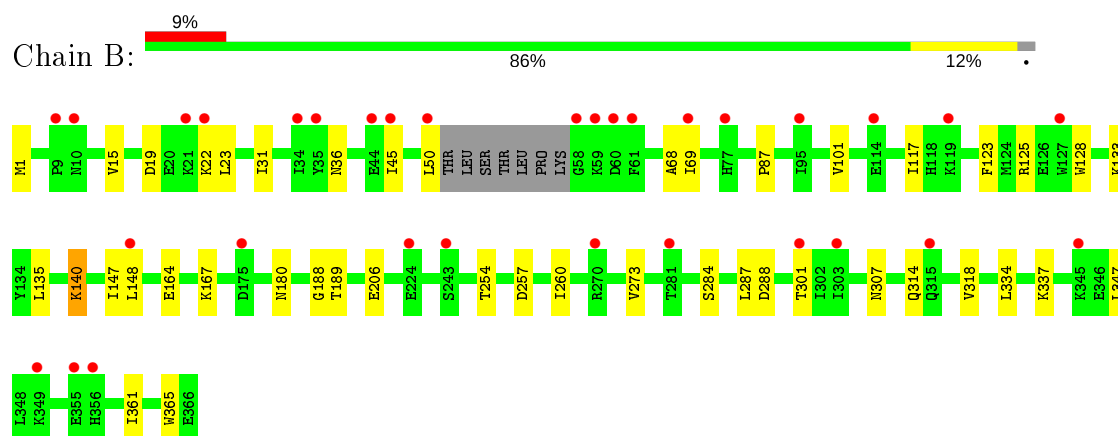 9%
Chain B:
86% 12% •
M1 P9 N10 V15 D19 E20 K21 K22 L23 I31 I34 Y35 N36 E44 I45 L50 THR LEU SER THR LEU PRO LYS G58 K59 D60 F61 A68 I69 H77 P87 I95 V101 E114 I117 H118 K119 F123 M124 R125 E126 W127 W128 K133
Y134 L135 K140 I147 L148 E164 K167 D175 N180 G188 T189 E206 E224 S243 T254 D257 I260 R270 V273 T281 S284 L287 D288 T301 I302 I303 N307 Q314 Q315 V318 L334 K337 K345 E346 L347
L348 K349 E355 H356 I361 W365 E366